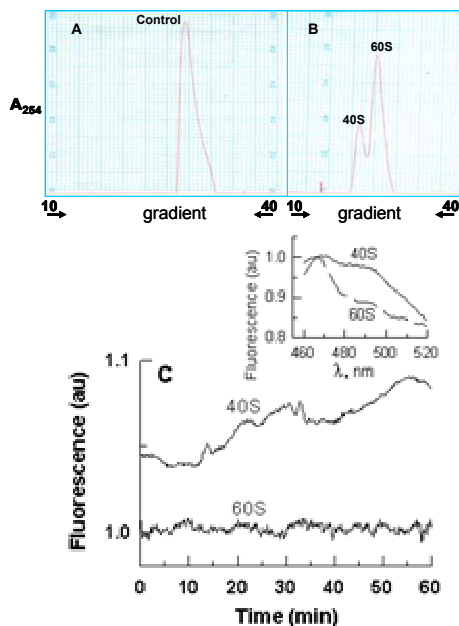 A
Control
B
60S
40S
A254
10
gradient
40
10
gradient
40
Fluorescence (au)
1.0
0.9
0.8
40S
60S
460
480
500
520
λ, nm
C
Fluorescence (au)
1.1
1.0
40S
60S
0
10
20
30
40
50
60
Time (min)